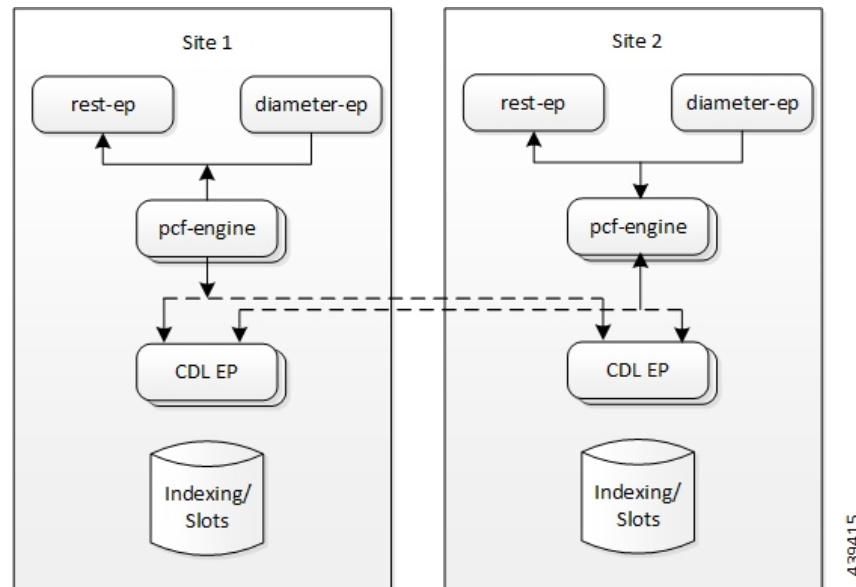 Site 1
rest-ep
diameter-ep
pcf-engine
CDL EP
Indexing/
Slots
Site 2
rest-ep
diameter-ep
pcf-engine
CDL EP
Indexing/
Slots
439415